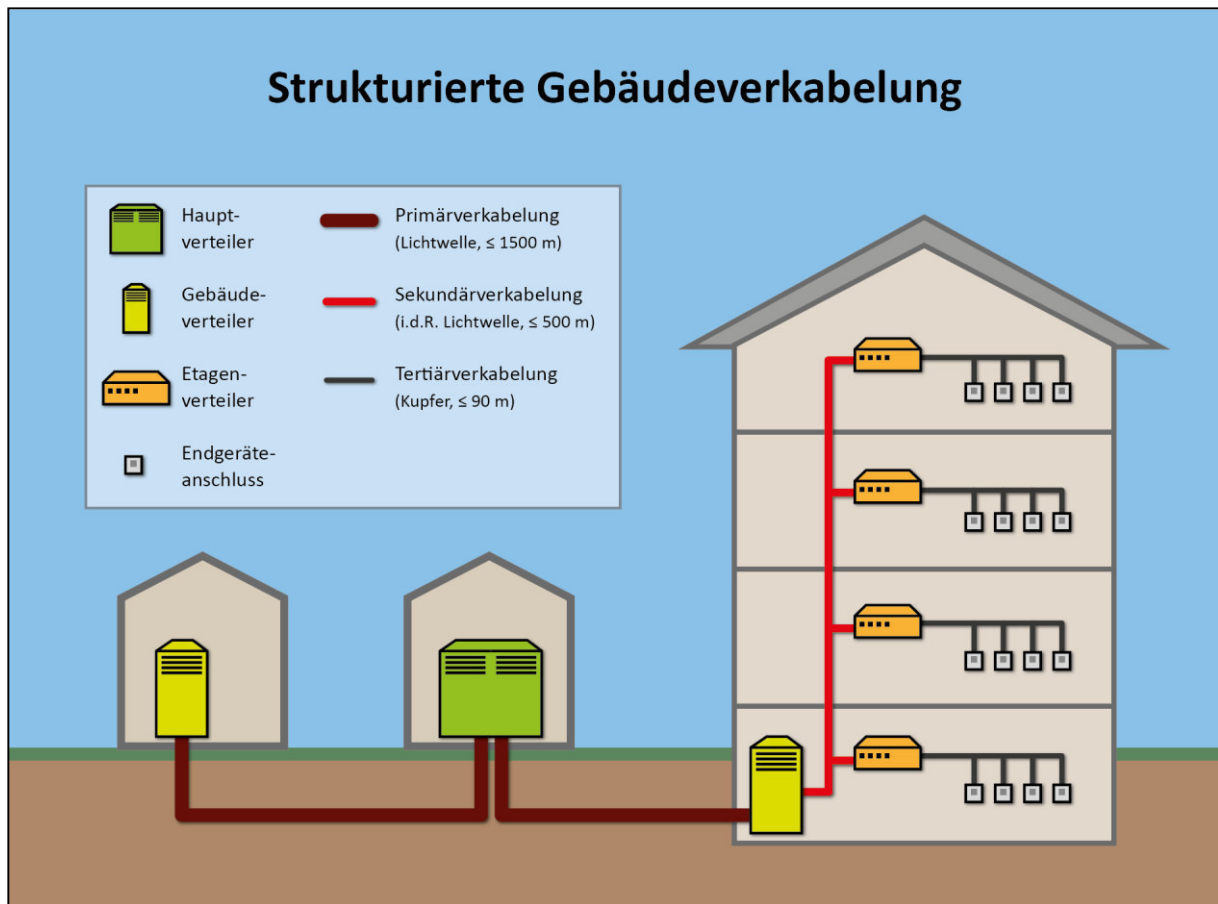 Strukturierte Gebäudeverkabelung
Haupt-
verteiler
Primärverkabelung
(Lichtwelle, ≤ 1500 m)
Gebäude-
verteiler
Sekundärverkabelung
(i.d.R. Lichtwelle, ≤ 500 m)
Etagen-
verteiler
Tertiärverkabelung
(Kupfer, ≤ 90 m)
Endgeräte-
anschluss